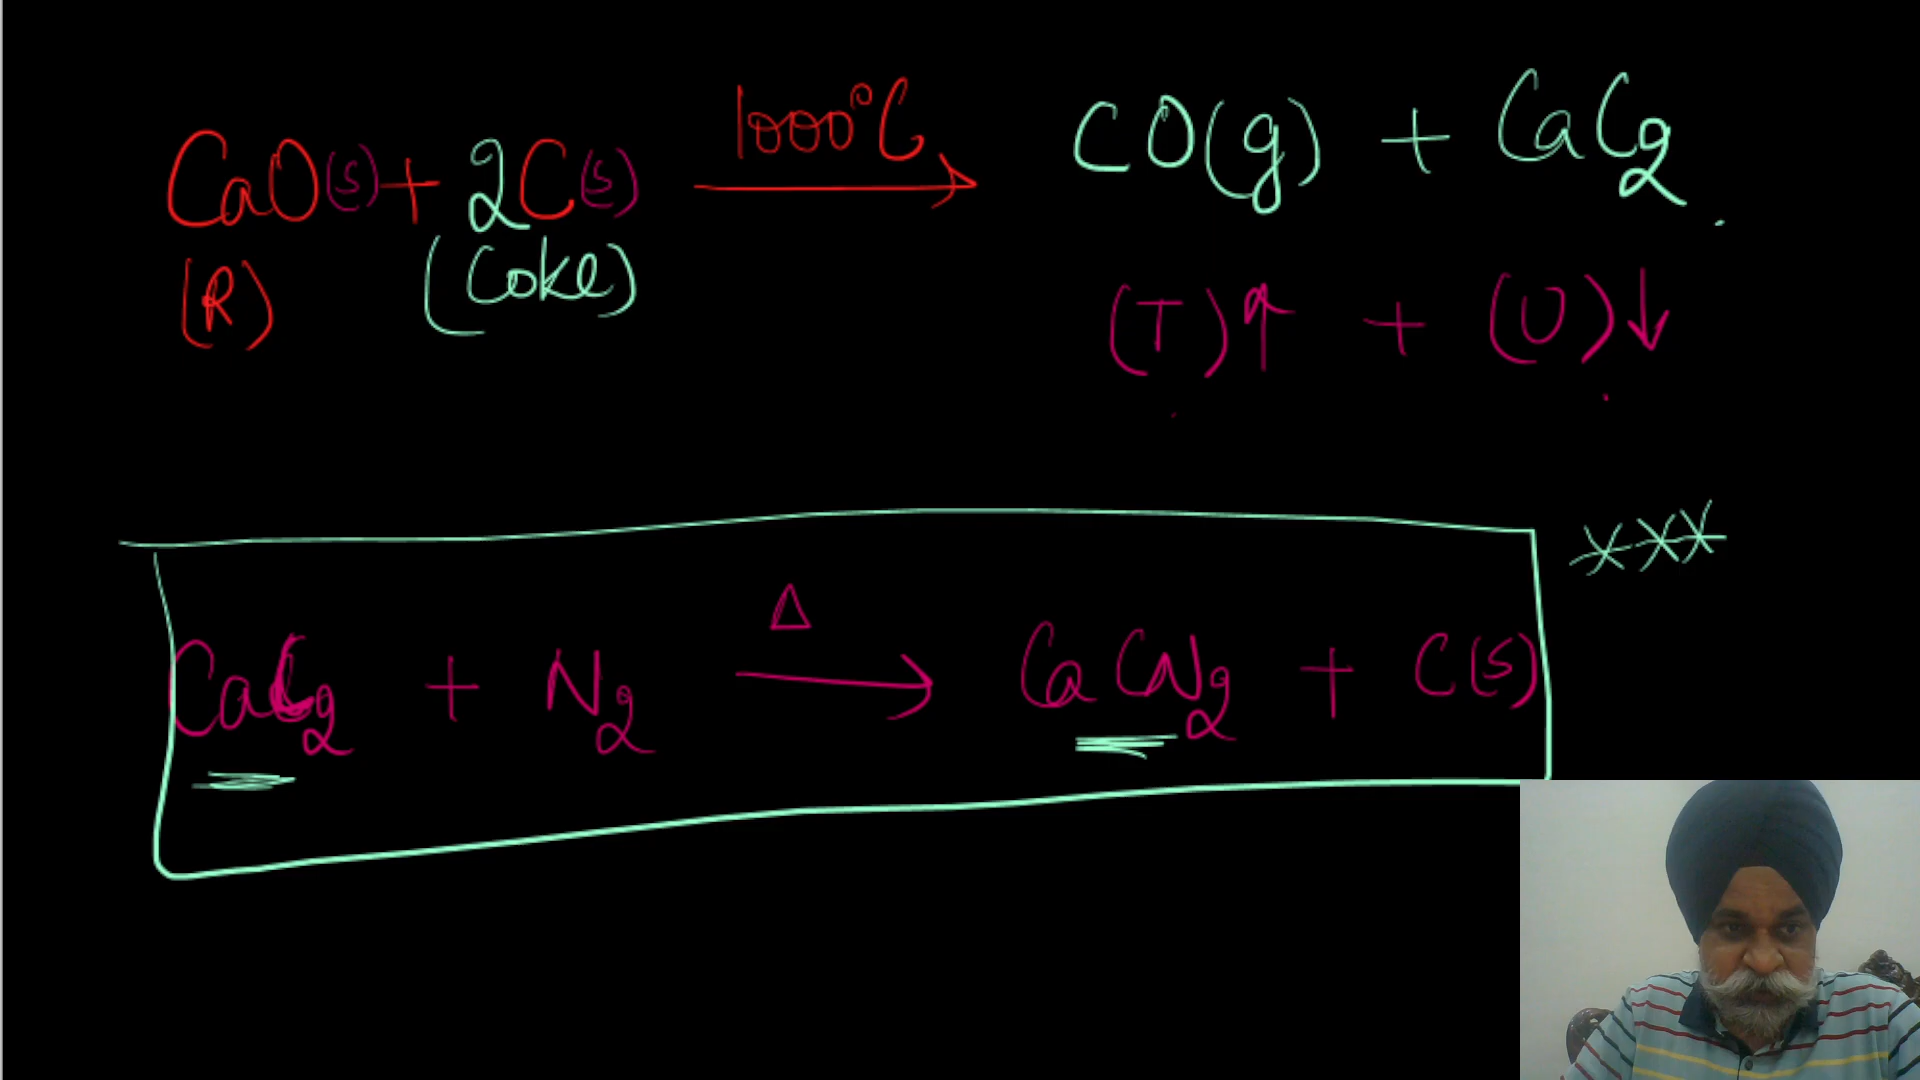 CaO(s) + 2C(s) 1000°C → CO(g) + CaC2
(R) (Coke) (T)↑ + (U)↓
***
CaC2 + N2 Δ → CaCN2 + C(s)